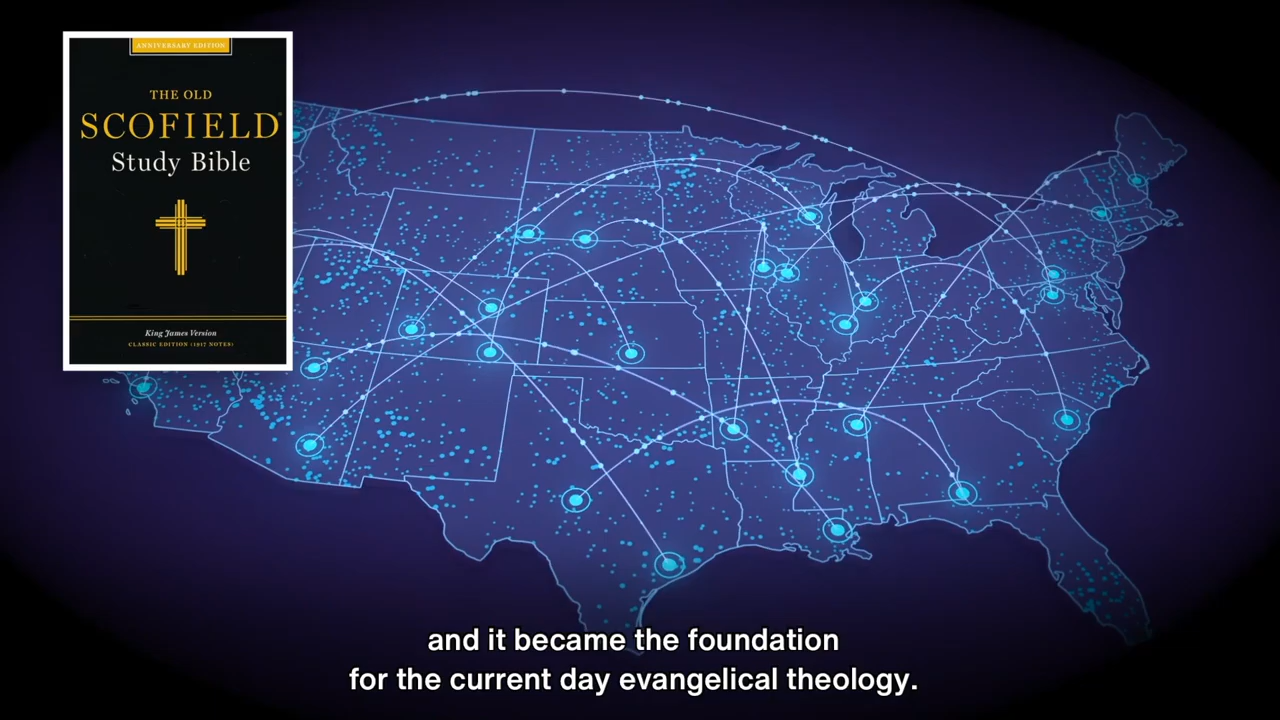 ANNIVERSARY EDITION
THE OLD
SCOFIELD®
Study Bible
King James Version
CLASSIC EDITION (1917 NOTES)
and it became the foundation
for the current day evangelical theology.